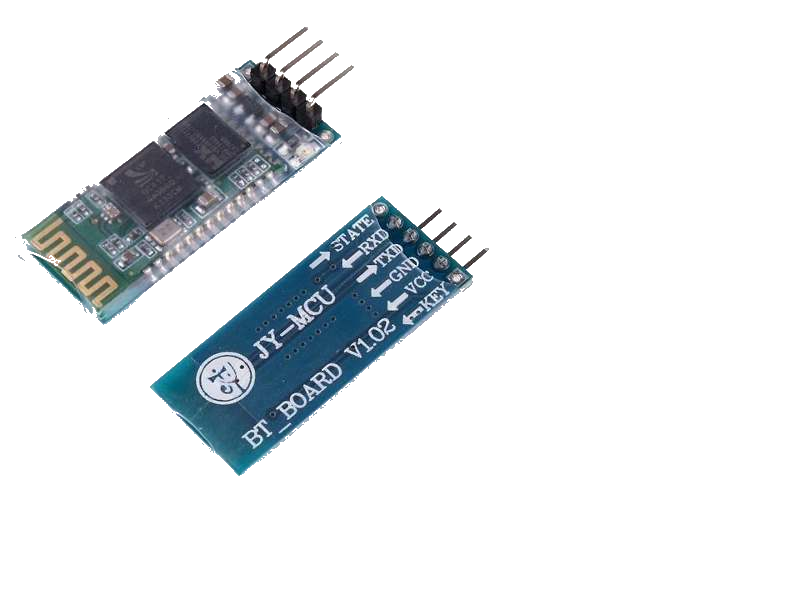 STATE
RXD
TXD
GND
VCC
KEY
JY-MCU
BT_BOARD V1.02